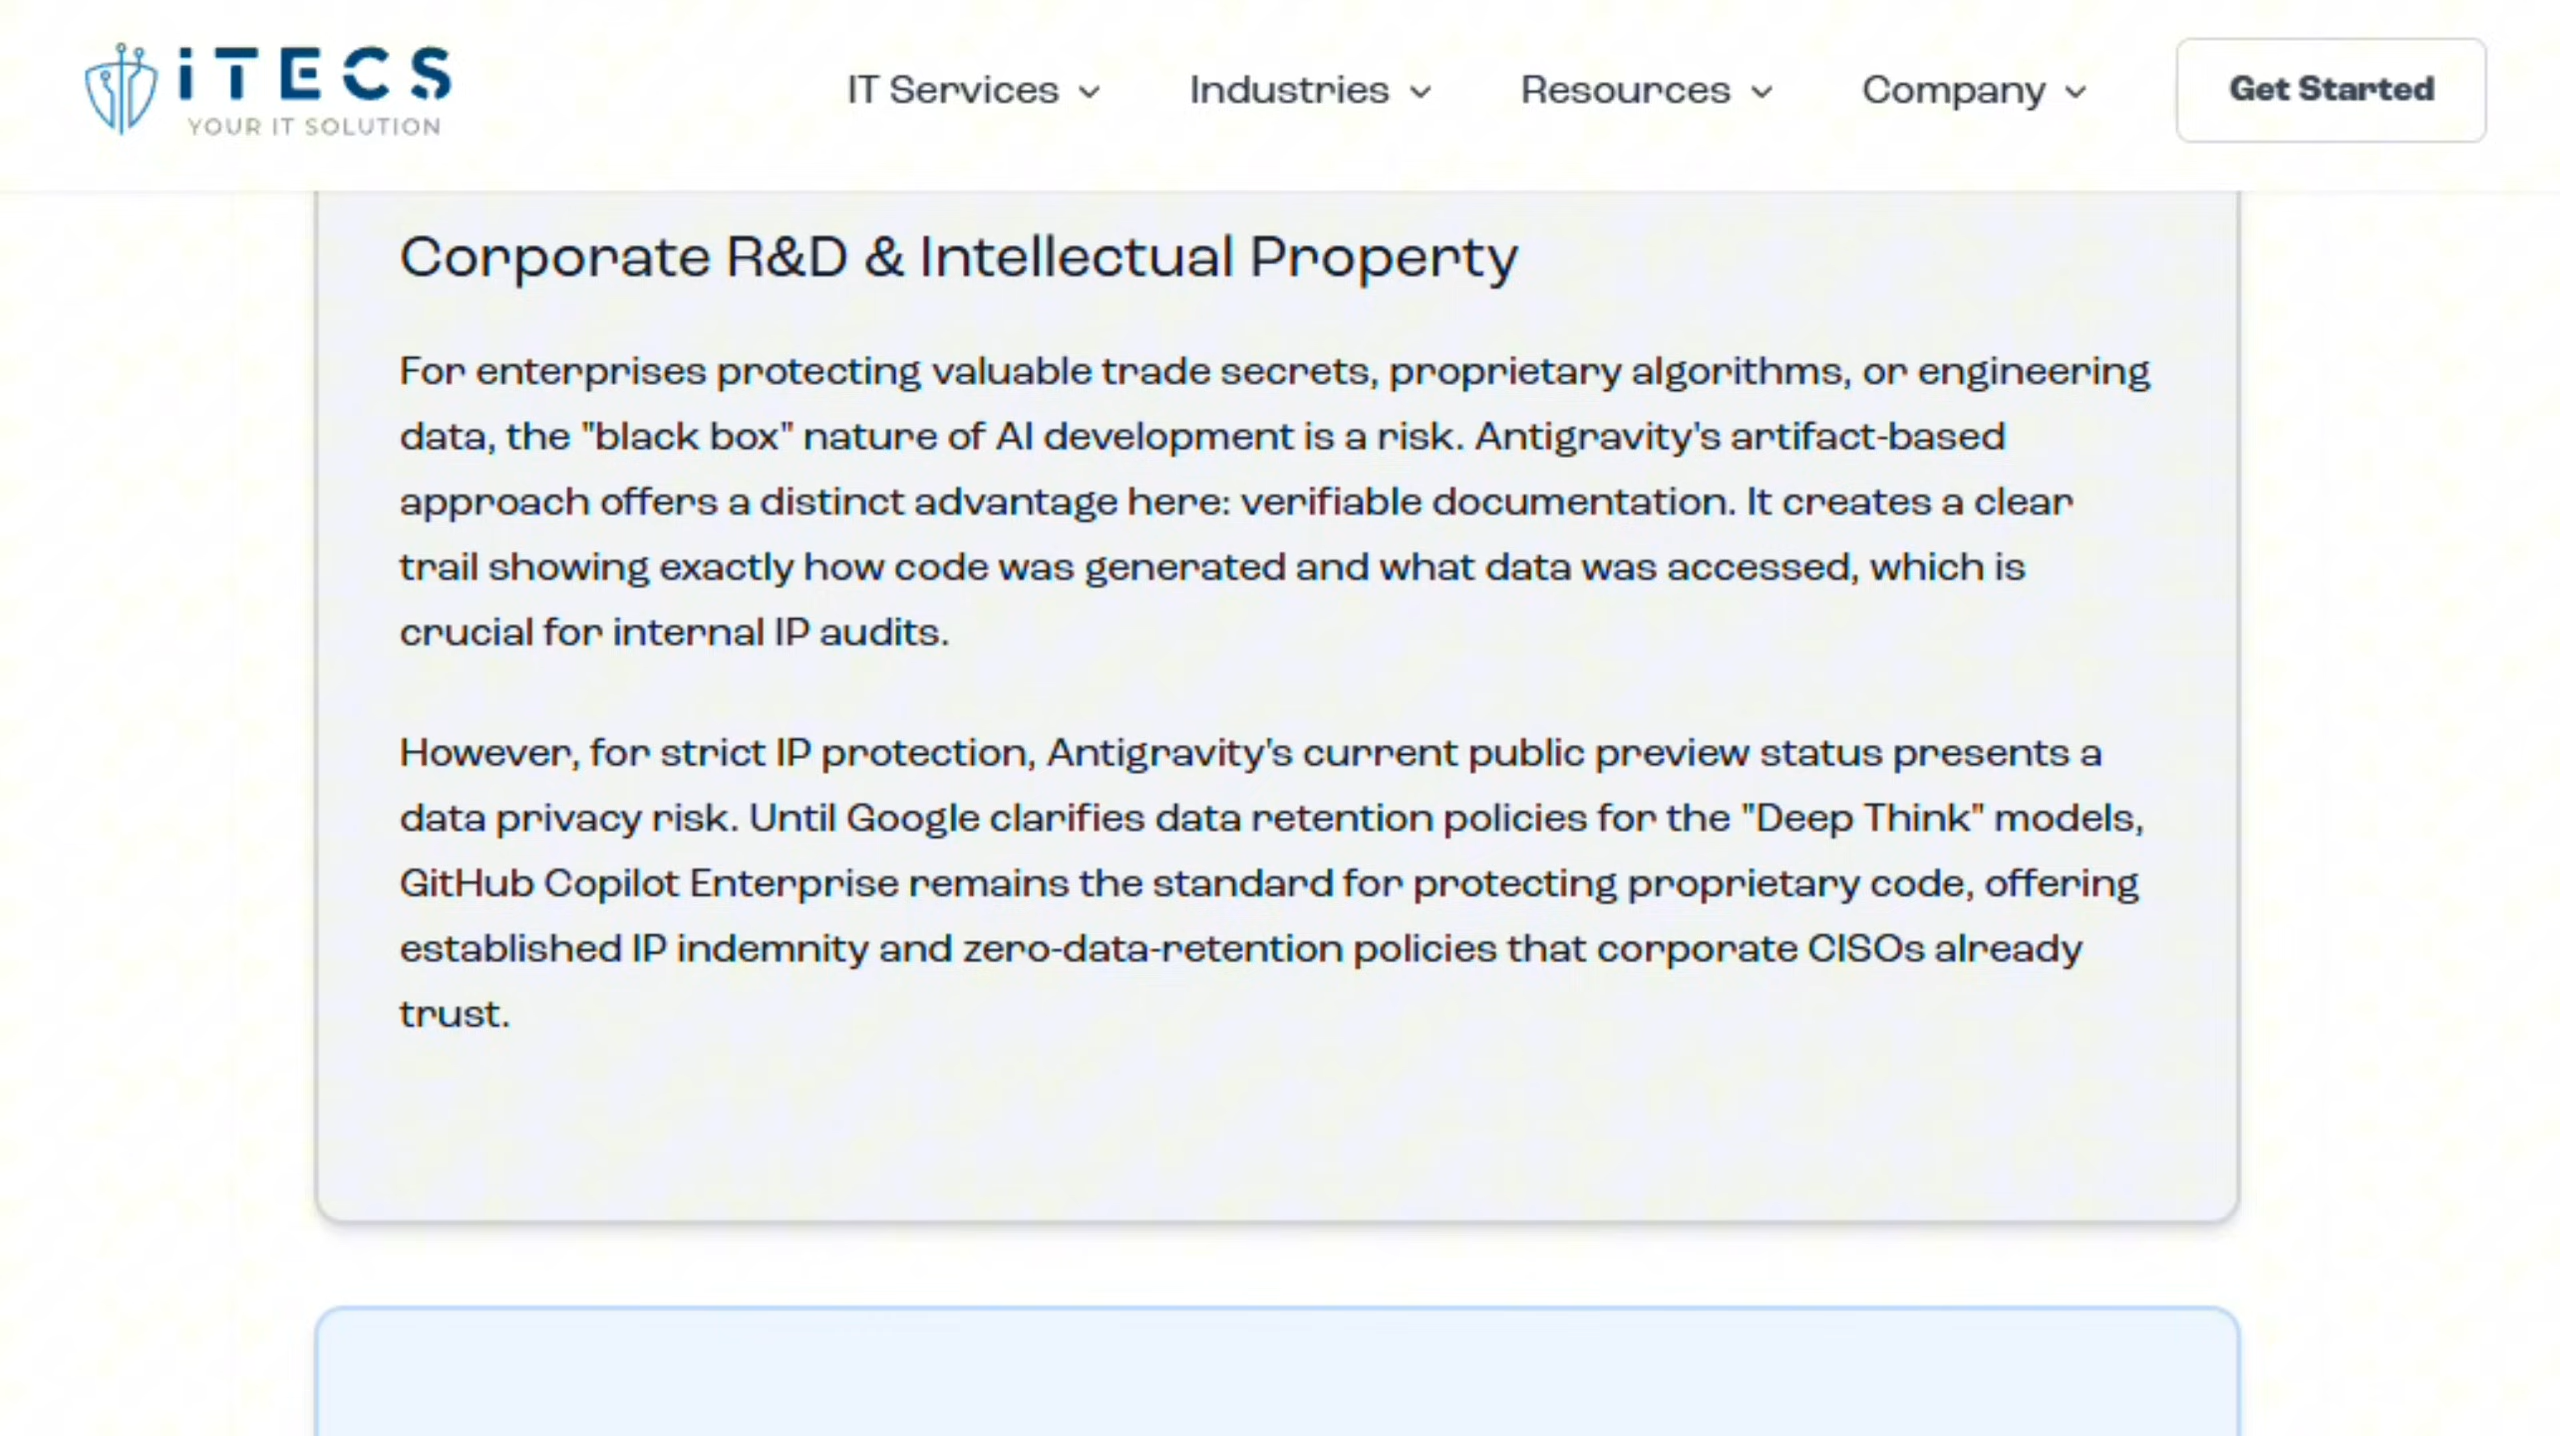 iTECS
YOUR IT SOLUTION
IT Services
Industries
Resources
Company
Get Started
Corporate R&D & Intellectual Property
For enterprises protecting valuable trade secrets, proprietary algorithms, or engineering
data, the "black box" nature of AI development is a risk. Antigravity's artifact-based
approach offers a distinct advantage here: verifiable documentation. It creates a clear
trail showing exactly how code was generated and what data was accessed, which is
crucial for internal IP audits.
However, for strict IP protection, Antigravity's current public preview status presents a
data privacy risk. Until Google clarifies data retention policies for the "Deep Think" models,
GitHub Copilot Enterprise remains the standard for protecting proprietary code, offering
established IP indemnity and zero-data-retention policies that corporate CISOs already
trust.